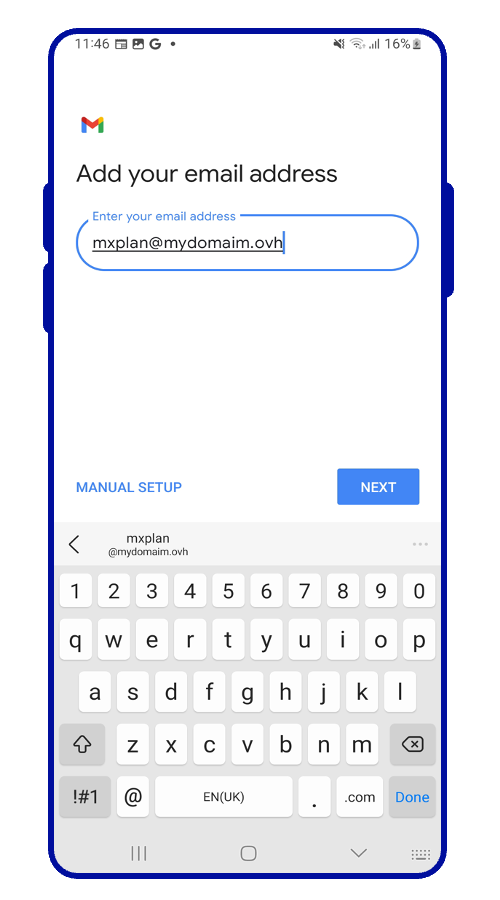 11:46 16%
Add your email address
Enter your email address
mxplan@mydomaim.ovh
MANUAL SETUP NEXT
mxplan
@mydomaim.ovh
1 2 3 4 5 6 7 8 9 0
q w e r t y u i o p
a s d f g h j k l
z x c v b n m
!#1 @ EN(UK) . .com Done